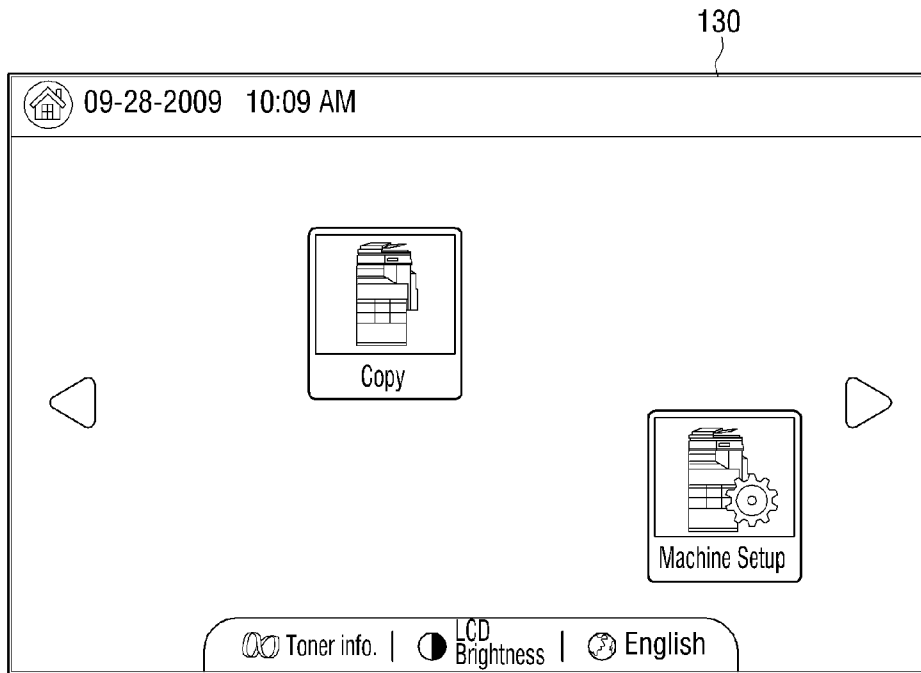 130
09-28-2009 10:09 AM
Copy
Machine Setup
Toner info. | LCD Brightness | English